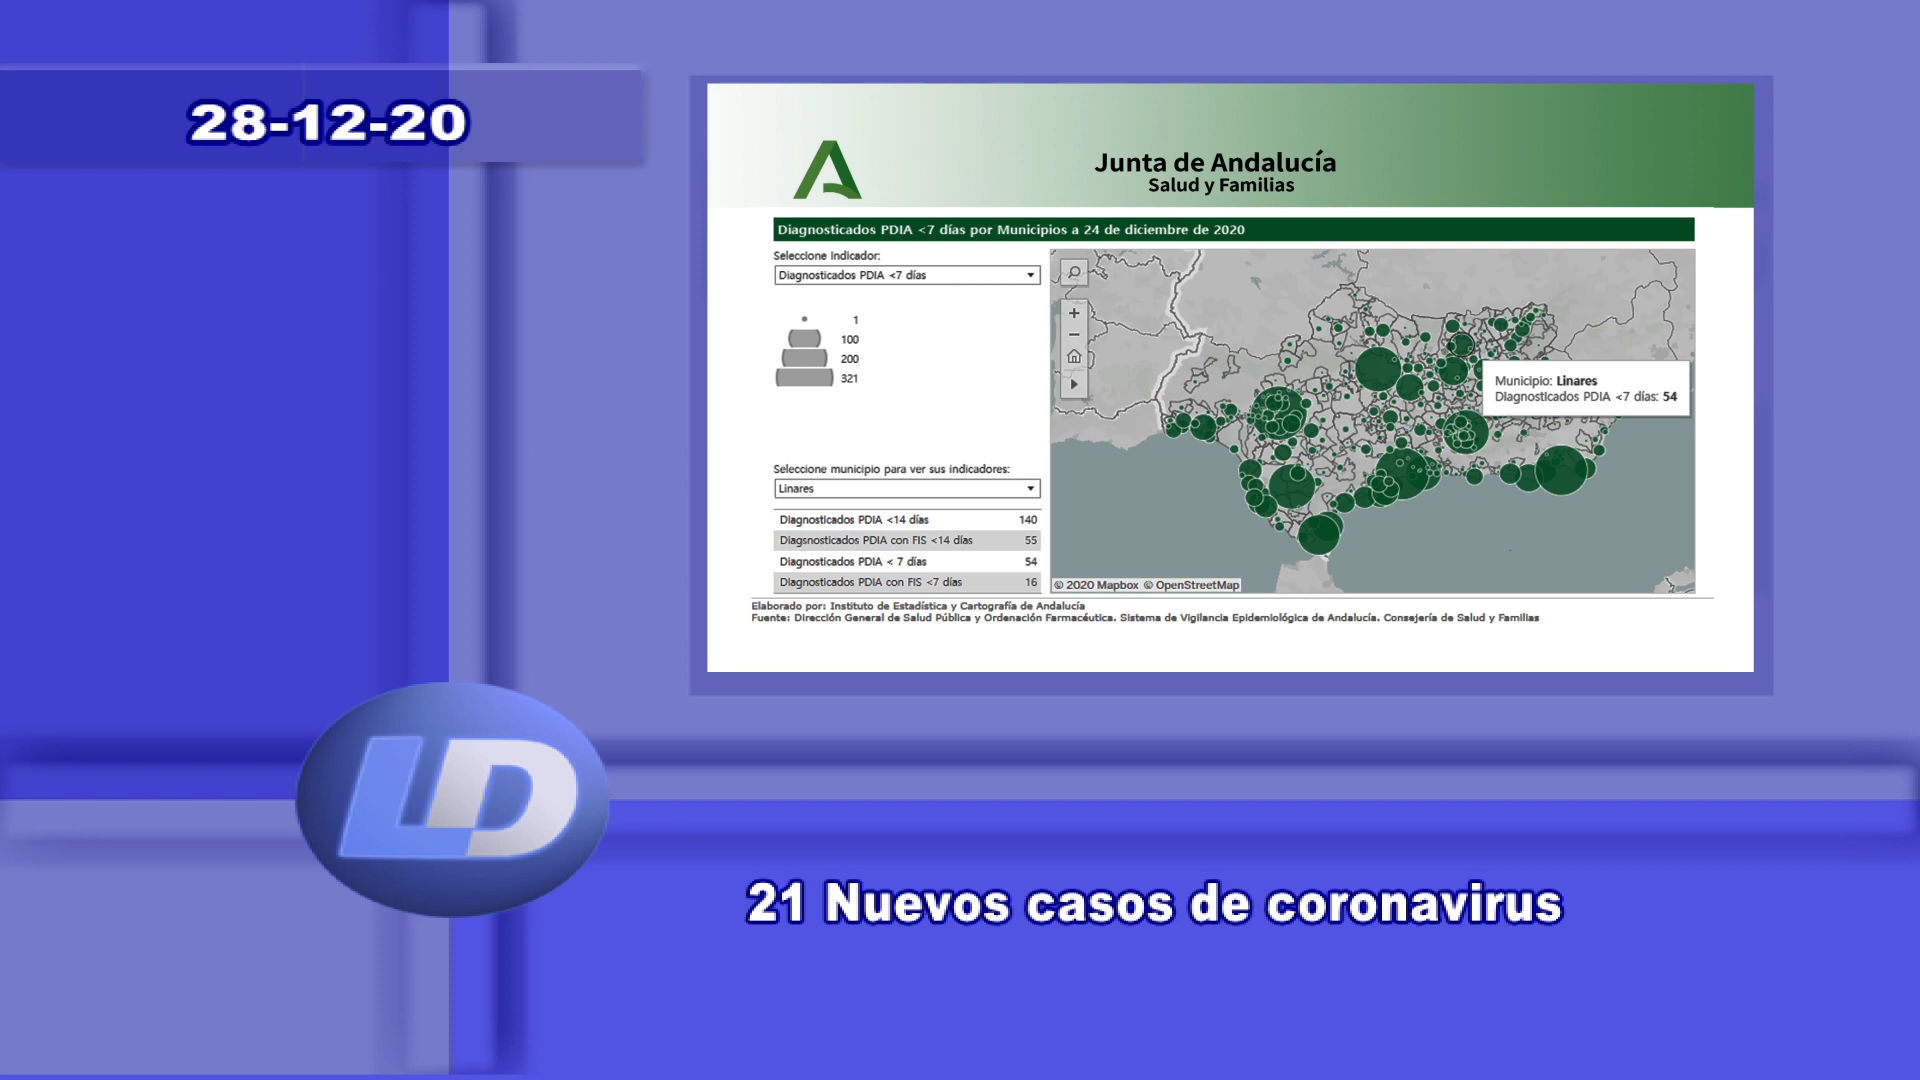 28-12-20
Junta de Andalucía
Salud y Familias
Diagnosticados PDIA <7 días por Municipios a 24 de diciembre de 2020
Seleccione Indicador:
Diagnosticados PDIA <7 días
1
100
200
321
Municipio: Linares
Diagnosticados PDIA <7 días: 54
Seleccione municipio para ver sus indicadores:
Linares
Diagnosticados PDIA <14 días 140
Diagsnosticados PDIA con FIS <14 días 55
Diagnosticados PDIA < 7 días 54
Diagnosticados PDIA con FIS <7 días 16
© 2020 Mapbox © OpenStreetMap
Elaborado por: Instituto de Estadística y Cartografía de Andalucía
Fuente: Dirección General de Salud Pública y Ordenación Farmacéutica. Sistema de Vigilancia Epidemiológica de Andalucía. Consejería de Salud y Familias
LD
21 Nuevos casos de coronavirus